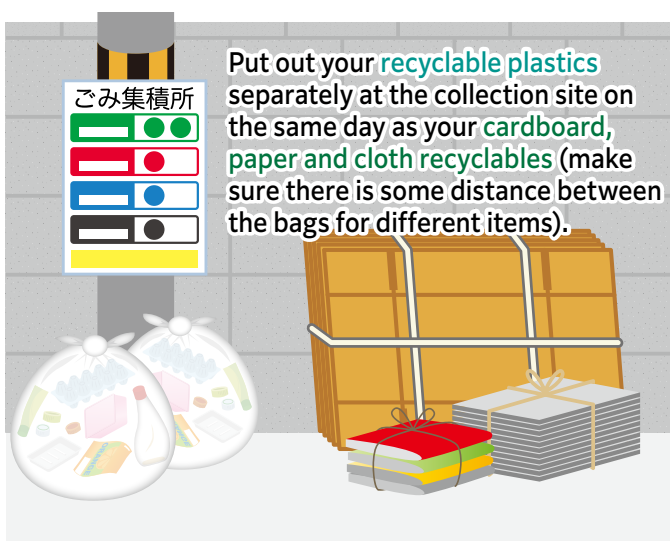 ごみ集積所
Put out your recyclable plastics
separately at the collection site on
the same day as your cardboard,
paper and cloth recyclables (make
sure there is some distance between
the bags for different items).